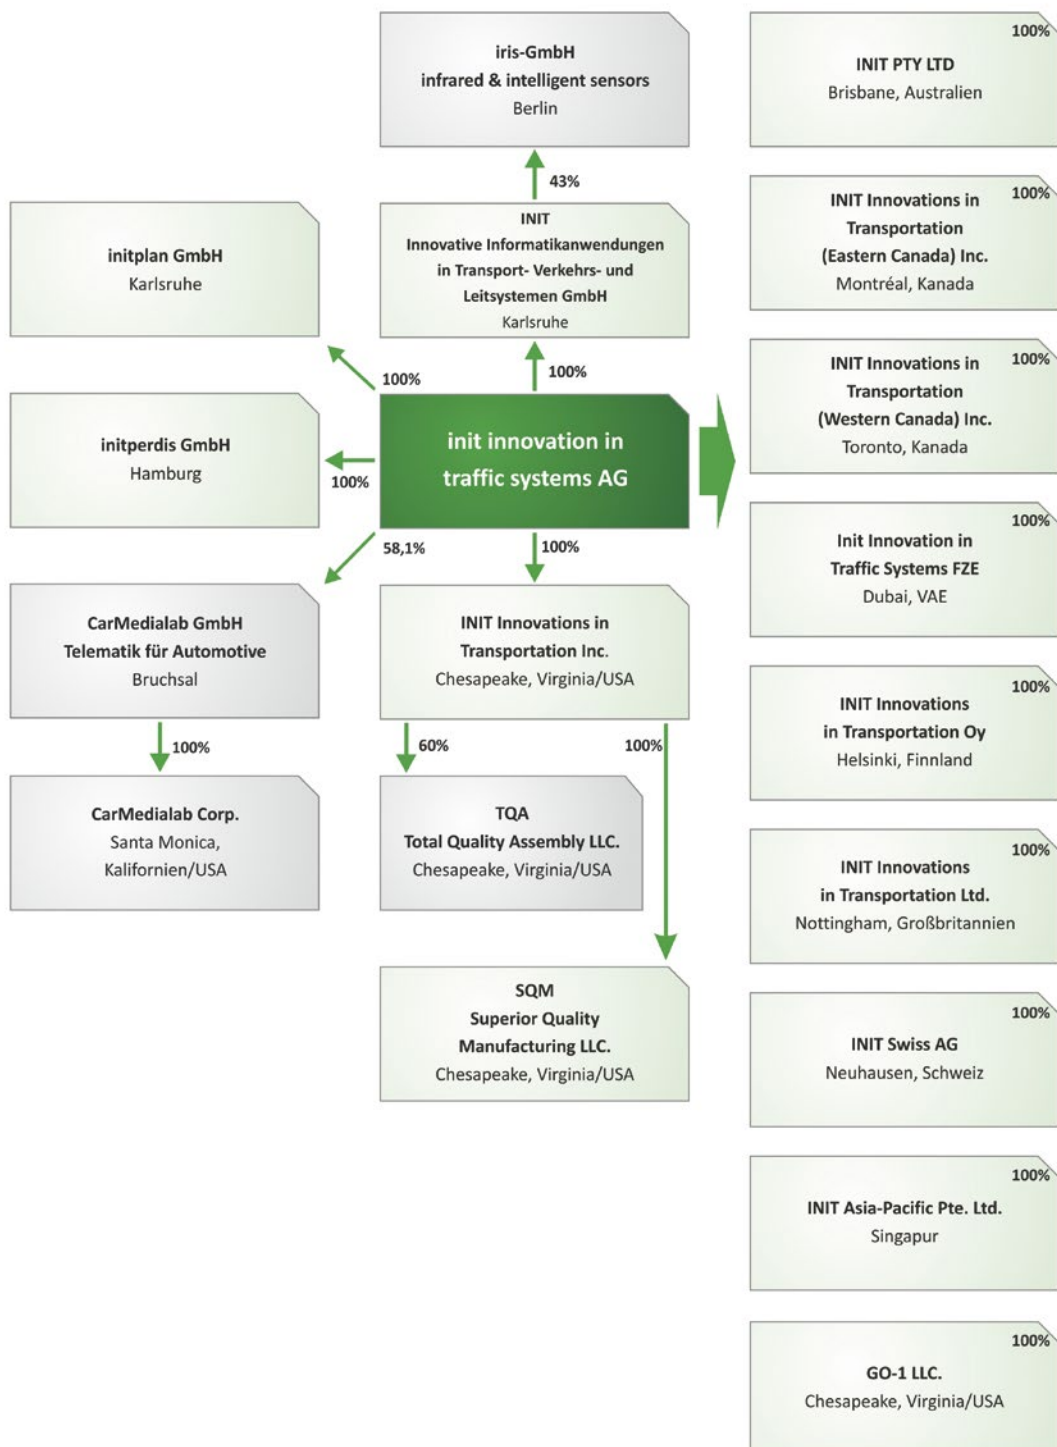 iris-GmbH
infrared & intelligent sensors
Berlin
43%
INIT
Innovative Informatikanwendungen
in Transport- Verkehrs- und
Leitsystemen GmbH
Karlsruhe
100%
initplan GmbH
Karlsruhe
100%
initperdis GmbH
Hamburg
100%
init innovation in
traffic systems AG
58,1%
100%
CarMedialab GmbH
Telematik für Automotive
Bruchsal
100%
CarMedialab Corp.
Santa Monica,
Kalifornien/USA
INIT Innovations in
Transportation Inc.
Chesapeake, Virginia/USA
60%
100%
TQA
Total Quality Assembly LLC.
Chesapeake, Virginia/USA
SQM
Superior Quality
Manufacturing LLC.
Chesapeake, Virginia/USA
100%
INIT PTY LTD
Brisbane, Australien
100%
INIT Innovations in
Transportation
(Eastern Canada) Inc.
Montréal, Kanada
100%
INIT Innovations in
Transportation
(Western Canada) Inc.
Toronto, Kanada
100%
Init Innovation in
Traffic Systems FZE
Dubai, VAE
100%
INIT Innovations
in Transportation Oy
Helsinki, Finnland
100%
INIT Innovations
in Transportation Ltd.
Nottingham, Großbritannien
100%
INIT Swiss AG
Neuhausen, Schweiz
100%
INIT Asia-Pacific Pte. Ltd.
Singapur
100%
GO-1 LLC.
Chesapeake, Virginia/USA